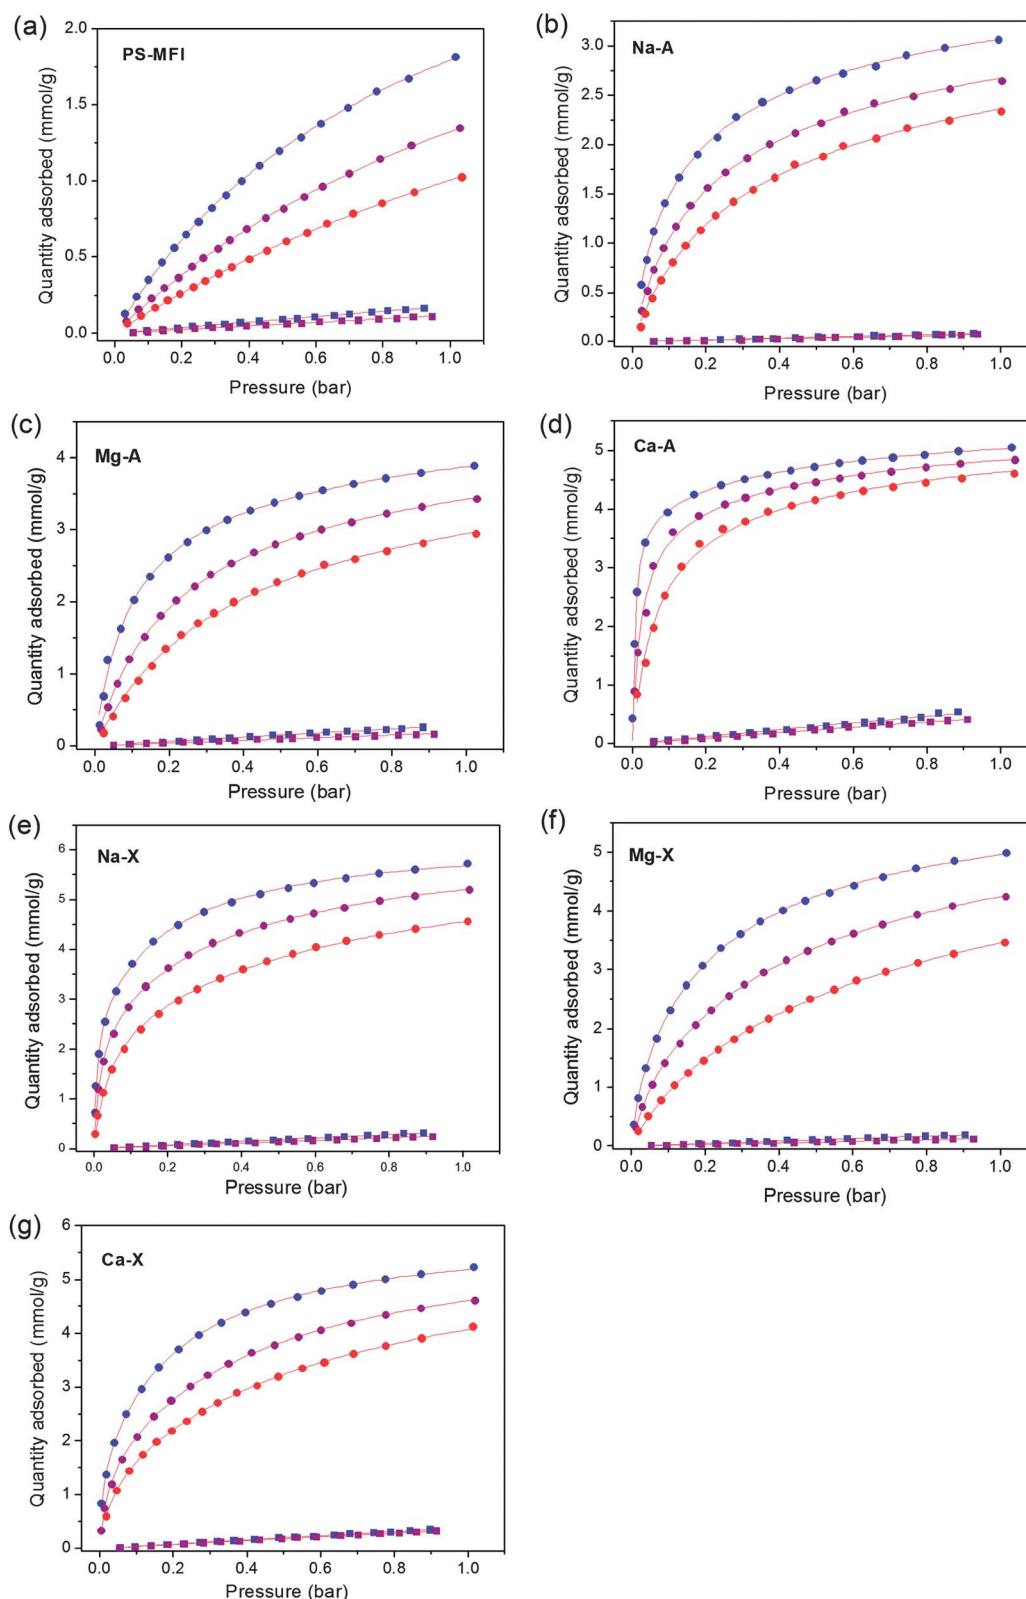 (a)
PS-MFI
Quantity adsorbed (mmol/g)
2.0
1.5
1.0
0.5
0.0
0.0 0.2 0.4 0.6 0.8 1.0
Pressure (bar)
(b)
Na-A
Quantity adsorbed (mmol/g)
3.0
2.5
2.0
1.5
1.0
0.5
0.0
0.0 0.2 0.4 0.6 0.8 1.0
Pressure (bar)
(c)
Mg-A
Quantity adsorbed (mmol/g)
4
3
2
1
0
0.0 0.2 0.4 0.6 0.8 1.0
Pressure (bar)
(d)
Ca-A
Quantity adsorbed (mmol/g)
5
4
3
2
1
0
0.0 0.2 0.4 0.6 0.8 1.0
Pressure (bar)
(e)
Na-X
Quantity adsorbed (mmol/g)
6
5
4
3
2
1
0
0.0 0.2 0.4 0.6 0.8 1.0
Pressure (bar)
(f)
Mg-X
Quantity adsorbed (mmol/g)
5
4
3
2
1
0
0.0 0.2 0.4 0.6 0.8 1.0
Pressure (bar)
(g)
Ca-X
Quantity adsorbed (mmol/g)
6
5
4
3
2
1
0
0.0 0.2 0.4 0.6 0.8 1.0
Pressure (bar)